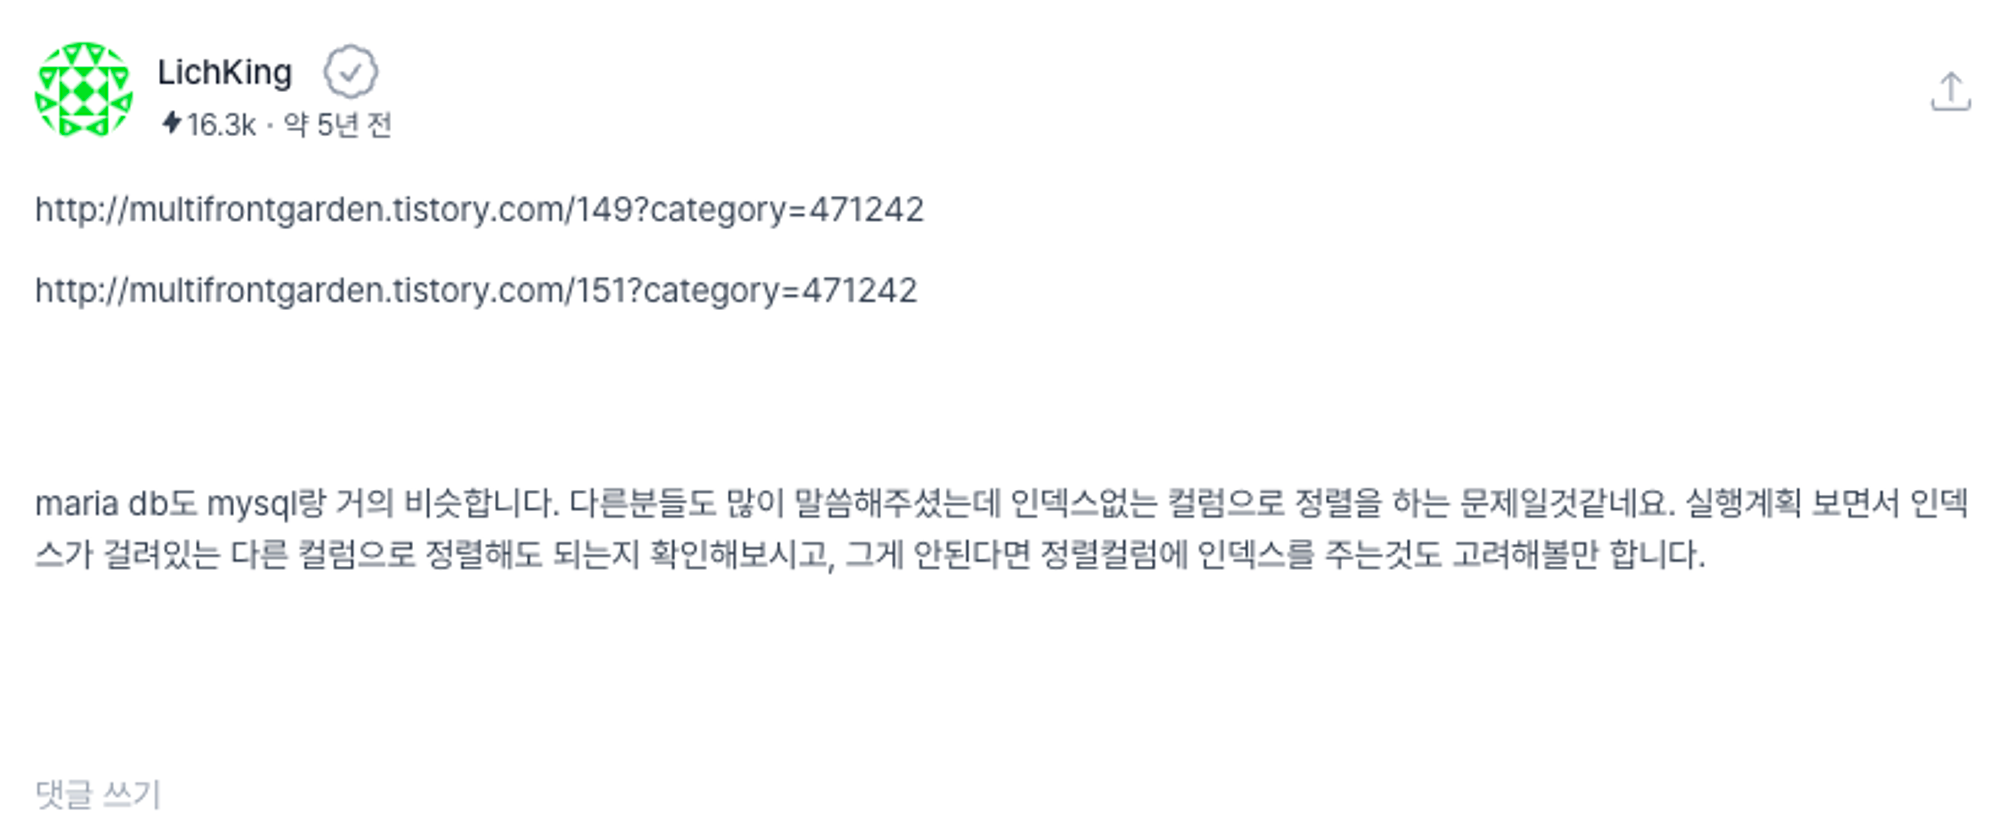 LichKing
16.3k · 약 5년 전
http://multifrontgarden.tistory.com/149?category=471242
http://multifrontgarden.tistory.com/151?category=471242
maria db도 mysql랑 거의 비슷합니다. 다른분들도 많이 말씀해주셨는데 인덱스없는 컬럼으로 정렬을 하는 문제일것같네요. 실행계획 보면서 인덱
스가 걸려있는 다른 컬럼으로 정렬해도 되는지 확인해보시고, 그게 안된다면 정렬컬럼에 인덱스를 주는것도 고려해볼만 합니다.
댓글 쓰기